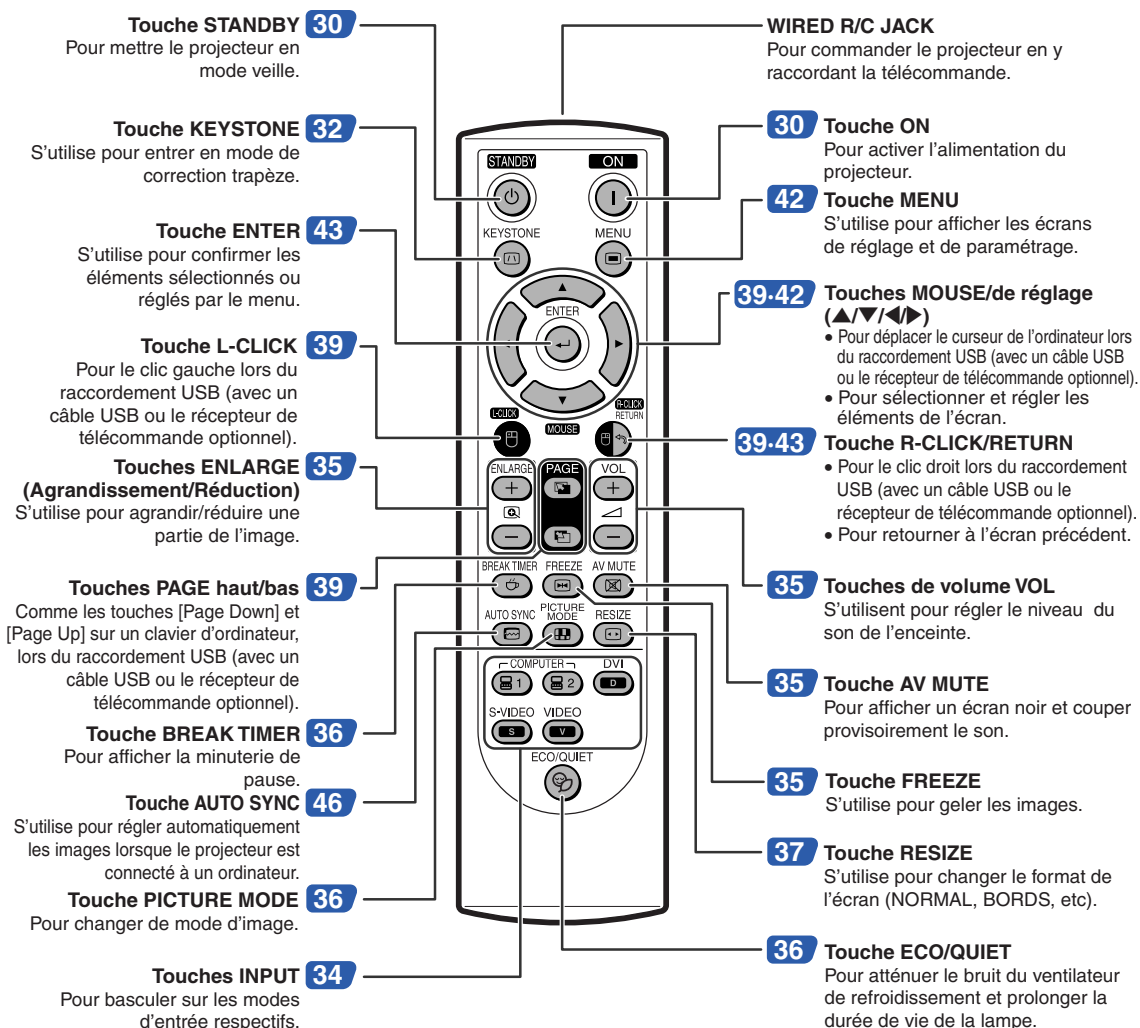 Touche STANDBY 30
Pour mettre le projecteur en
mode veille.
Touche KEYSTONE 32
S'utilise pour entrer en mode de
correction trapèze.
Touche ENTER 43
S'utilise pour confirmer les
éléments sélectionnés ou
réglés par le menu.
Touche L-CLICK 39
Pour le clic gauche lors du
raccordement USB (avec un
câble USB ou le récepteur de
télécommande optionnel).
Touches ENLARGE 35
(Agrandissement/Réduction)
S'utilise pour agrandir/réduire une
partie de l'image.
Touches PAGE haut/bas 39
Comme les touches [Page Down] et
[Page Up] sur un clavier d'ordinateur,
lors du raccordement USB (avec un
câble USB ou le récepteur de
télécommande optionnel).
Touche BREAK TIMER 36
Pour afficher la minuterie de
pause.
Touche AUTO SYNC 46
S'utilise pour régler automatiquement
les images lorsque le projecteur est
connecté à un ordinateur.
Touche PICTURE MODE 36
Pour changer de mode d'image.
Touches INPUT 34
Pour basculer sur les modes
d'entrée respectifs.
STANDBY ON
KEYSTONE MENU
ENTER
L-CLICK MOUSE R-CLICK
RETURN
ENLARGE PAGE VOL
BREAK TIMER FREEZE AV MUTE
AUTO SYNC PICTURE MODE RESIZE
COMPUTER DVI
1 2 D
S-VIDEO VIDEO
S V
ECO/QUIET
WIRED R/C JACK
Pour commander le projecteur en y
raccordant la télécommande.
30 Touche ON
Pour activer l'alimentation du
projecteur.
42 Touche MENU
S'utilise pour afficher les écrans
de réglage et de paramétrage.
39·42 Touches MOUSE/de réglage
(▲/▼/◀/▶)
• Pour déplacer le curseur de l'ordinateur lors
du raccordement USB (avec un câble USB
ou le récepteur de télécommande optionnel).
• Pour sélectionner et régler les
éléments de l'écran.
39·43 Touche R-CLICK/RETURN
• Pour le clic droit lors du raccordement
USB (avec un câble USB ou le
récepteur de télécommande optionnel).
• Pour retourner à l'écran précédent.
35 Touches de volume VOL
S'utilisent pour régler le niveau du
son de l'enceinte.
35 Touche AV MUTE
Pour afficher un écran noir et couper
provisoirement le son.
35 Touche FREEZE
S'utilise pour geler les images.
37 Touche RESIZE
S'utilise pour changer le format de
l'écran (NORMAL, BORDS, etc).
36 Touche ECO/QUIET
Pour atténuer le bruit du ventilateur
de refroidissement et prolonger la
durée de vie de la lampe.